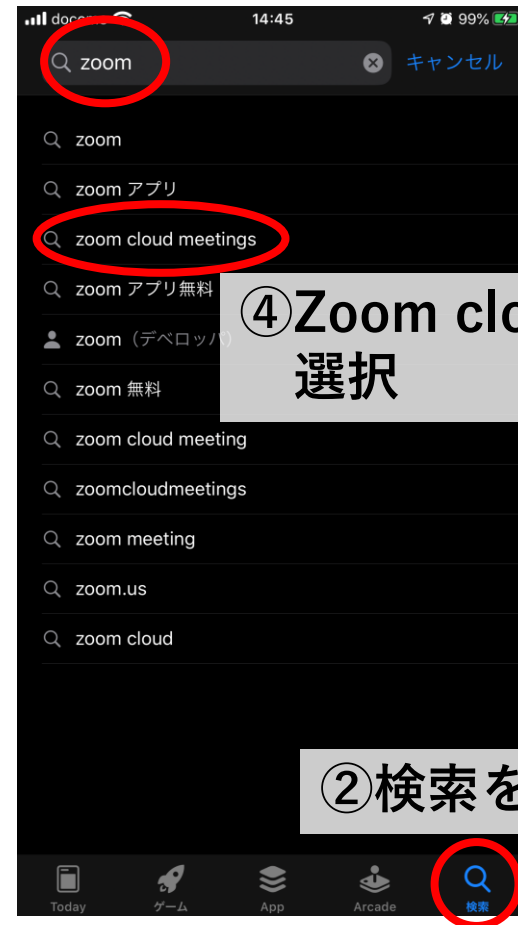 14:45
99%
zoom
キャンセル
zoom
zoom アプリ
zoom cloud meetings
zoom アプリ無料
④Zoom clo
選択
zoom（デベロッパ）
zoom 無料
zoom cloud meeting
zoomcloudmeetings
zoom meeting
zoom.us
zoom cloud
②検索を
Today
ゲーム
App
Arcade
検索